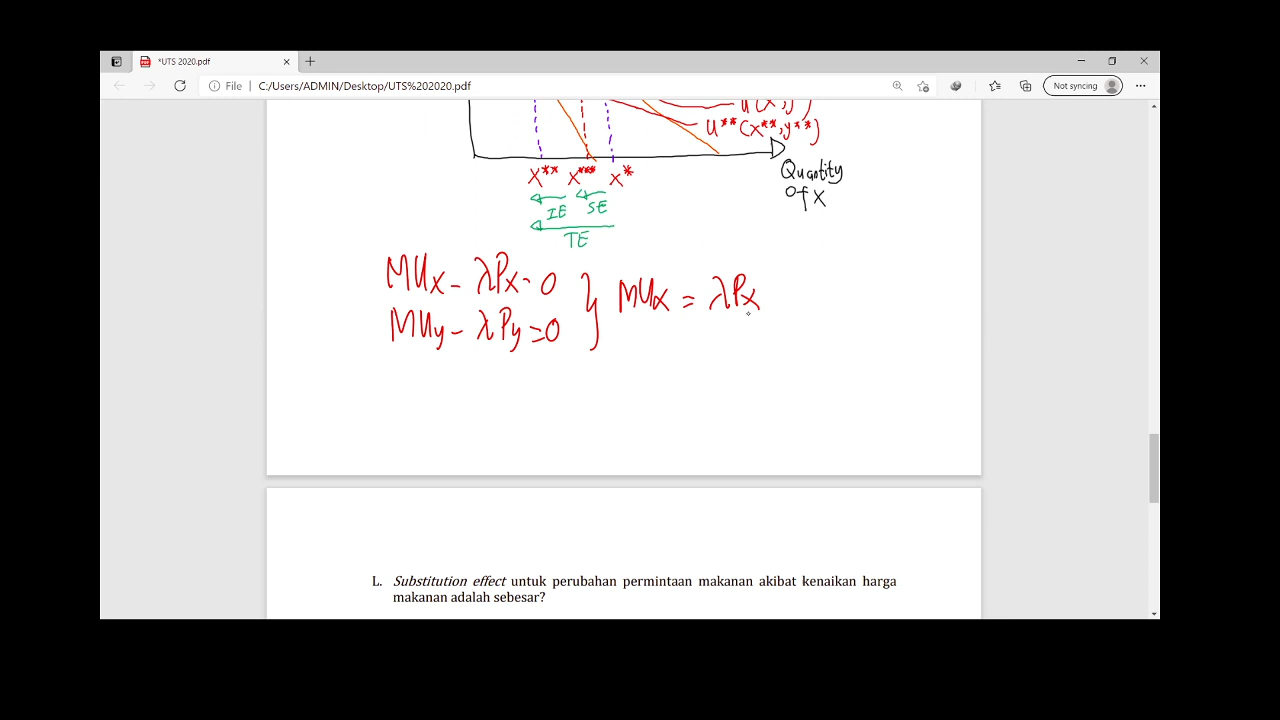 *UTS 2020.pdf
File C:/Users/ADMIN/Desktop/UTS%202020.pdf Not syncing
U**(X**,Y**)
X** X*** X*
Quantity
Of X
IE SE
TE
MUx - λPx = 0
MUy - λPy = 0
} MUx = λPx
L. Substitution effect untuk perubahan permintaan makanan akibat kenaikan harga
makanan adalah sebesar?